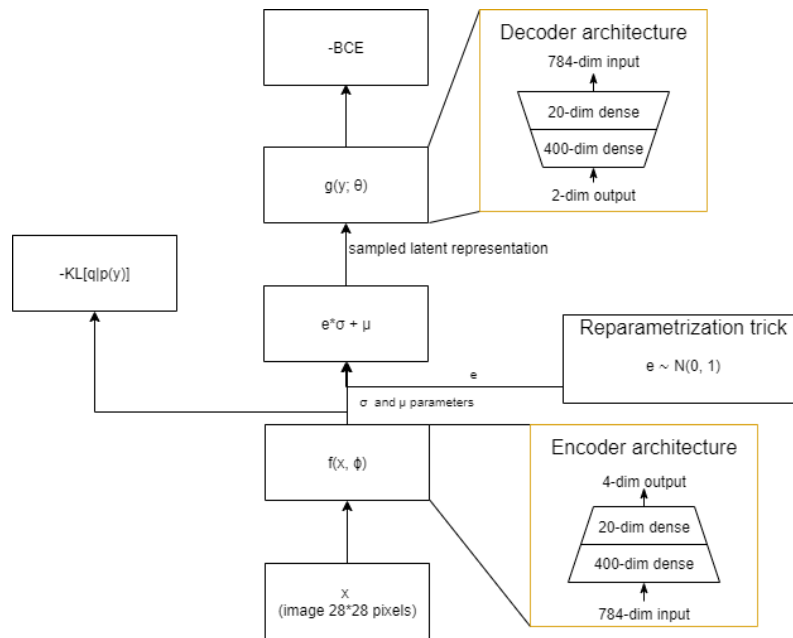 -BCE
Decoder architecture
784-dim input
20-dim dense
400-dim dense
2-dim output
g(y; θ)
sampled latent representation
-KL[q|p(y)]
e*σ + μ
Reparametrization trick
e ~ N(0, 1)
e
σ and μ parameters
f(x, ϕ)
Encoder architecture
4-dim output
20-dim dense
400-dim dense
784-dim input
x
(image 28*28 pixels)